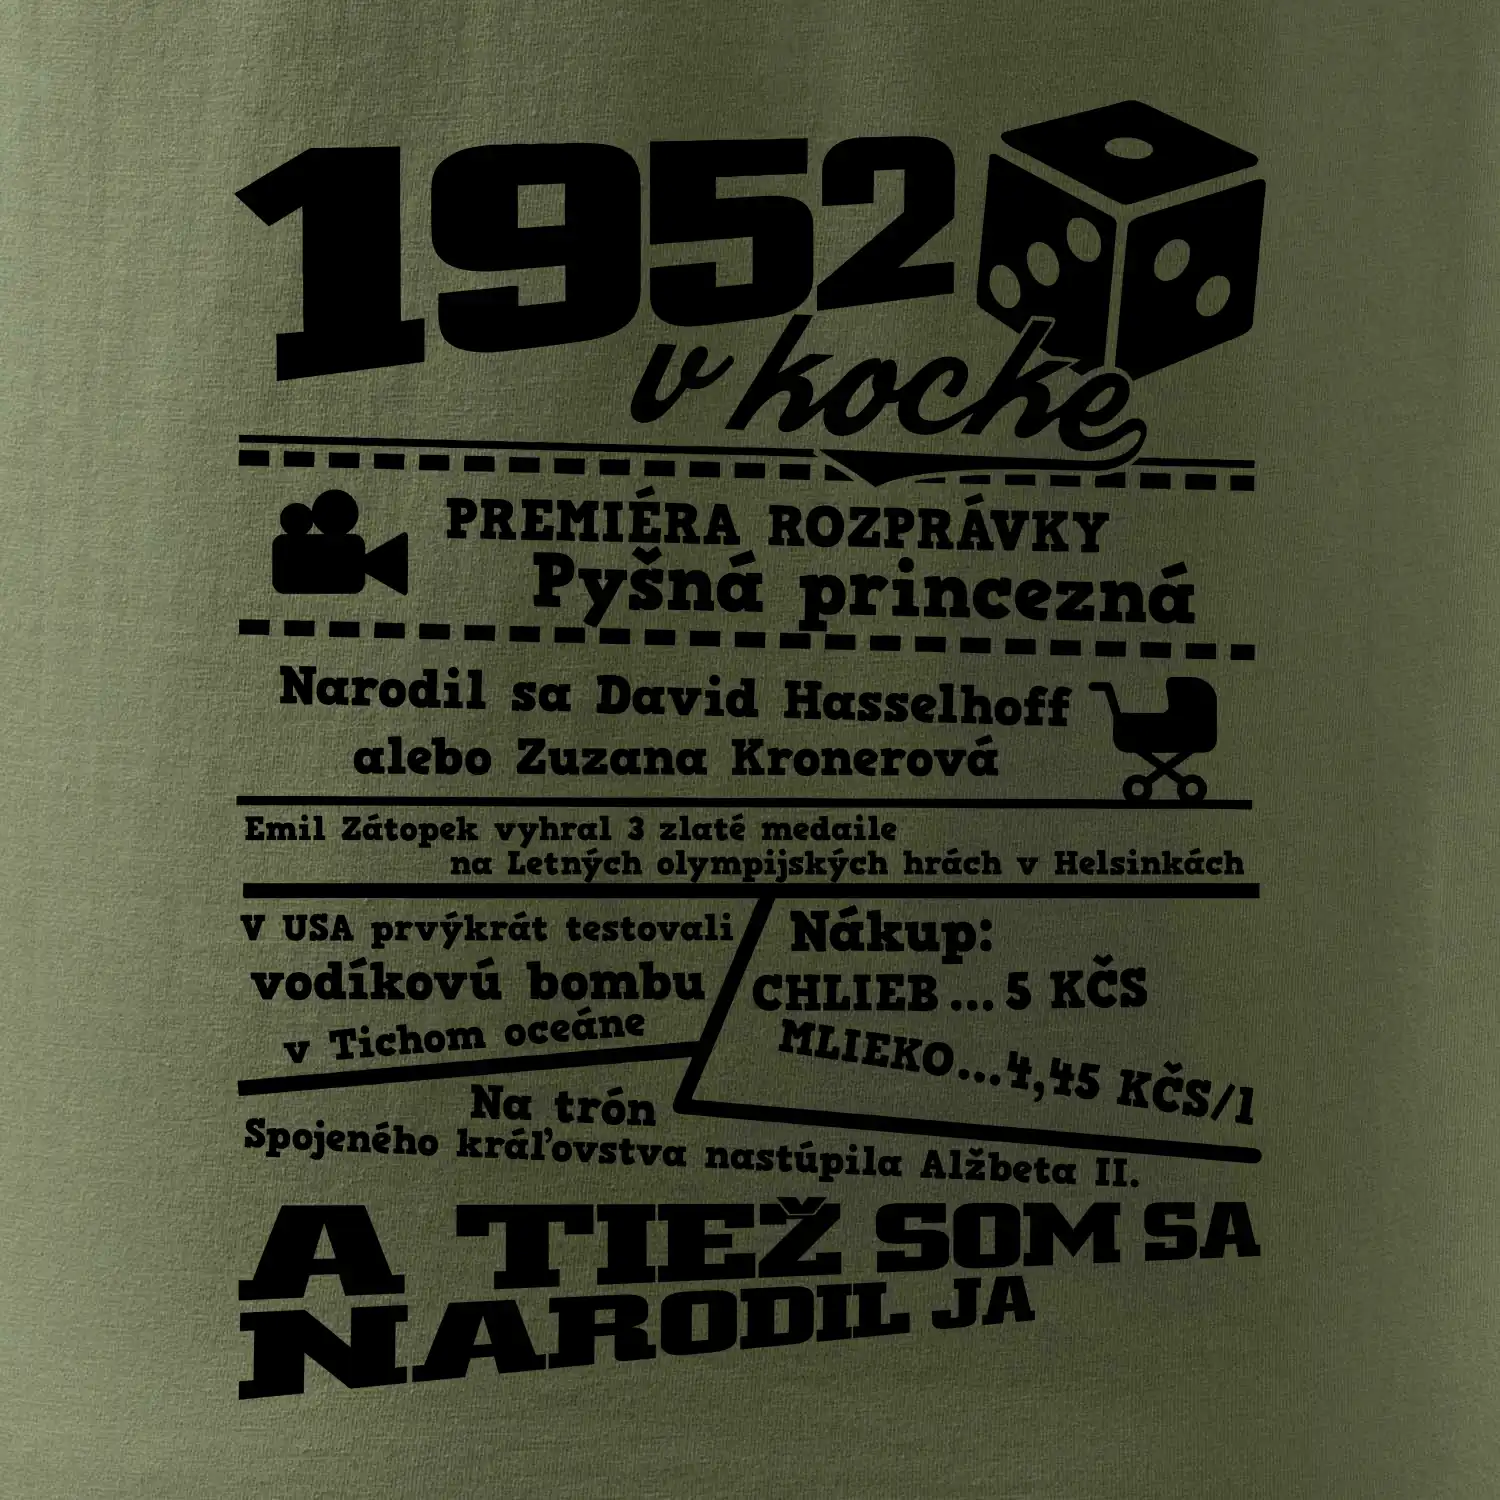 1952
v kocke
PREMIÉRA ROZPRÁVKY
Pyšná princezná
Narodil sa David Hasselhoff
alebo Zuzana Kronerová
Emil Zátopek vyhral 3 zlaté medaile
na Letných olympijských hrách v Helsinkách
V USA prvýkrát testovali
vodíkovú bombu
v Tichom oceáne
Nákup:
CHLIEB... 5 KČS
MLIEKO...4,45 KČS/l
Na trón
Spojeného kráľovstva nastúpila Alžbeta II.
A TIEŽ SOM SA
NARODIL JA